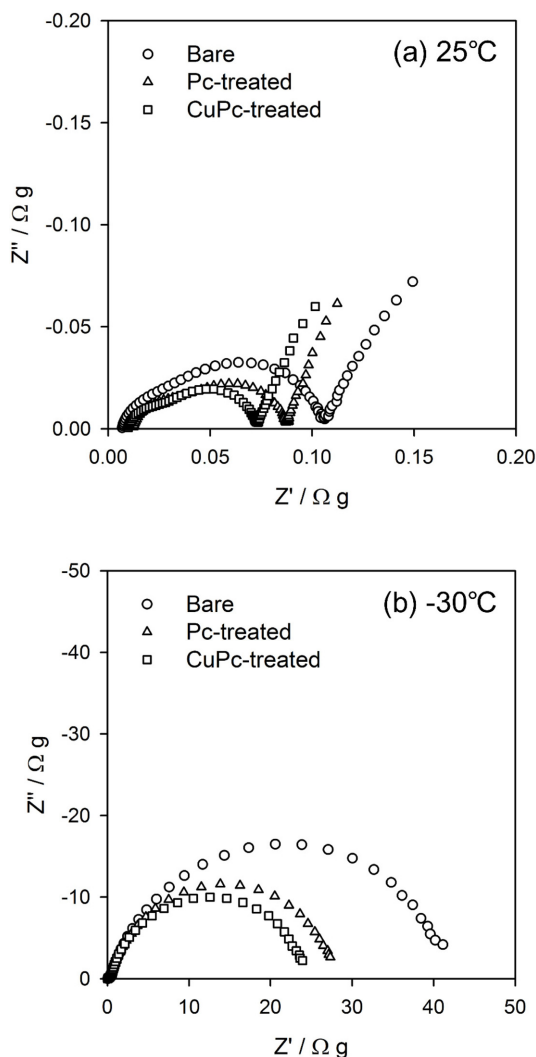 -0.20
(a) 25℃
Bare
Pc-treated
CuPc-treated
-0.15
-0.10
Z" / Ω g
-0.05
0.00
0.00 0.05 0.10 0.15 0.20
Z' / Ω g
-50
(b) -30℃
Bare
Pc-treated
CuPc-treated
-40
-30
Z" / Ω g
-20
-10
0
0 10 20 30 40 50
Z' / Ω g